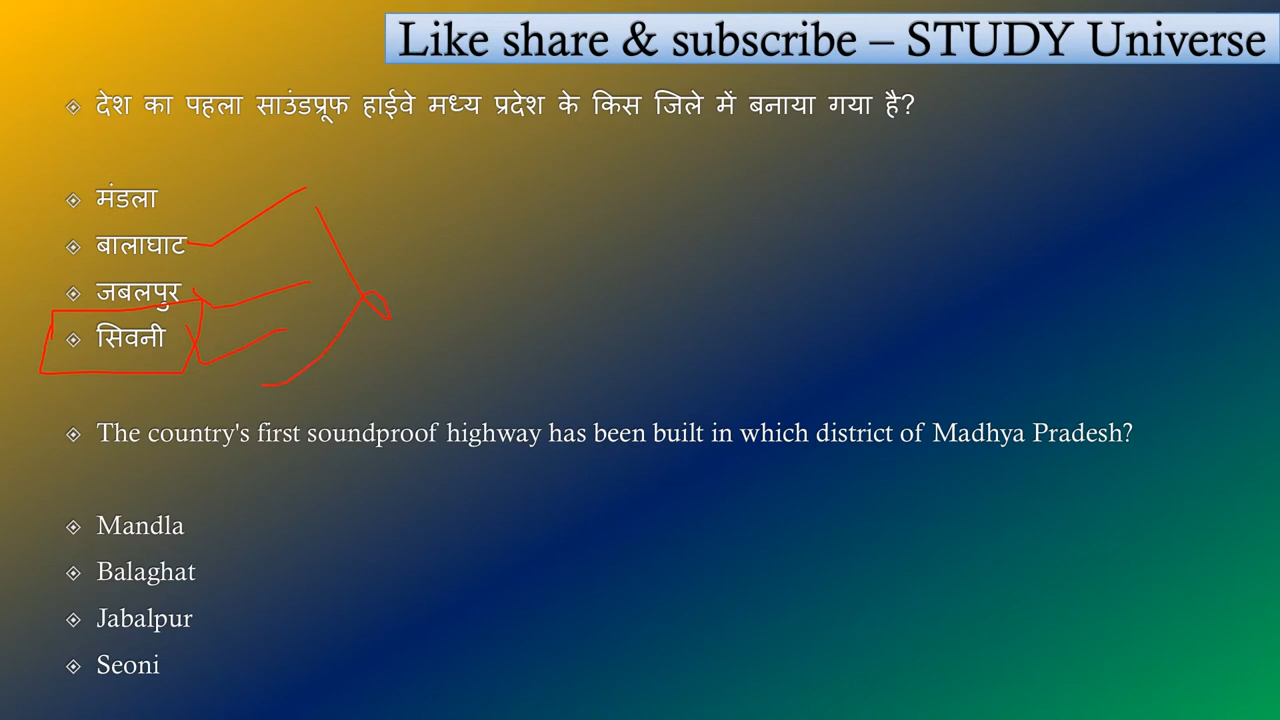 Like share & subscribe – STUDY Universe
देश का पहला साउंडप्रूफ हाईवे मध्य प्रदेश के किस जिले में बनाया गया है?
मंडला
बालाघाट
जबलपुर
सिवनी
The country's first soundproof highway has been built in which district of Madhya Pradesh?
Mandla
Balaghat
Jabalpur
Seoni